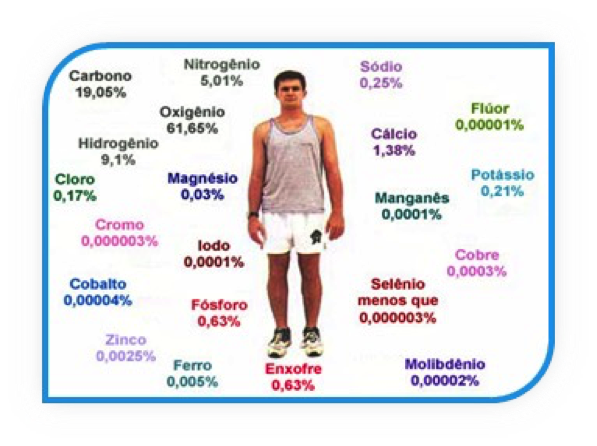 Nitrogênio
5,01%
Sódio
0,25%
Carbono
19,05%
Oxigênio
61,65%
Flúor
0,00001%
Cálcio
1,38%
Hidrogênio
9,1%
Cloro
0,17%
Magnésio
0,03%
Potássio
0,21%
Manganês
0,0001%
Cromo
0,000003%
Iodo
0,0001%
Cobre
0,0003%
Cobalto
0,00004%
Fósforo
0,63%
Selênio
menos que
0,000003%
Zinco
0,0025%
Ferro
0,005%
Enxofre
0,63%
Molibdênio
0,00002%